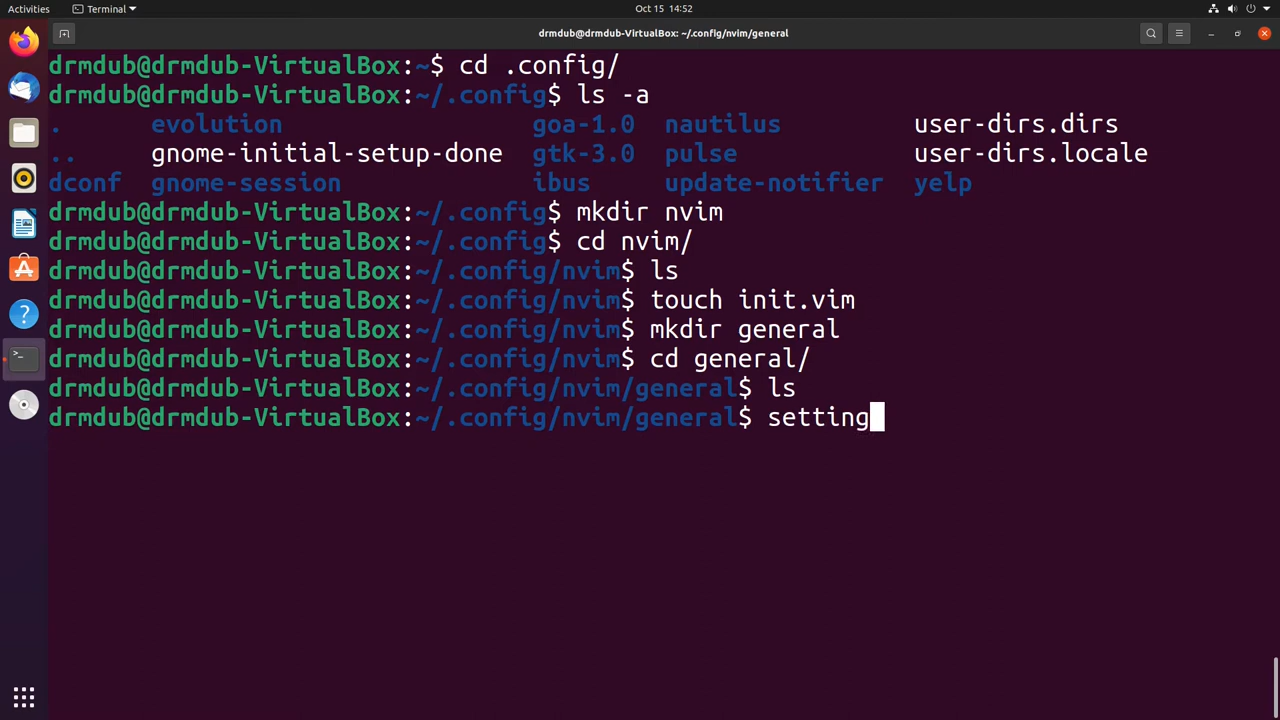 Activities Terminal Oct 15 14:52
drmdub@drmdub-VirtualBox: ~/.config/nvim/general
drmdub@drmdub-VirtualBox:~$ cd .config/
drmdub@drmdub-VirtualBox:~/.config$ ls -a
. evolution goa-1.0 nautilus user-dirs.dirs
.. gnome-initial-setup-done gtk-3.0 pulse user-dirs.locale
dconf gnome-session ibus update-notifier yelp
drmdub@drmdub-VirtualBox:~/.config$ mkdir nvim
drmdub@drmdub-VirtualBox:~/.config$ cd nvim/
drmdub@drmdub-VirtualBox:~/.config/nvim$ ls
drmdub@drmdub-VirtualBox:~/.config/nvim$ touch init.vim
drmdub@drmdub-VirtualBox:~/.config/nvim$ mkdir general
drmdub@drmdub-VirtualBox:~/.config/nvim$ cd general/
drmdub@drmdub-VirtualBox:~/.config/nvim/general$ ls
drmdub@drmdub-VirtualBox:~/.config/nvim/general$ setting